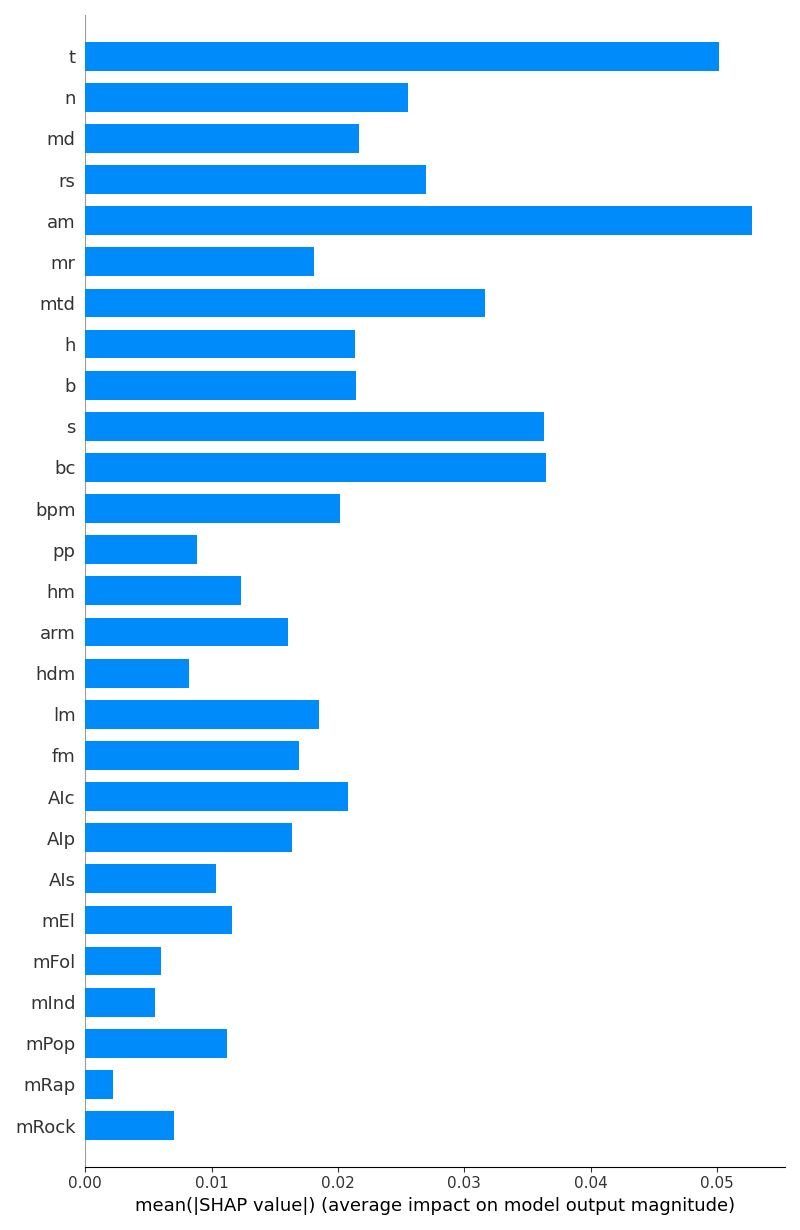 t
n
md
rs
am
mr
mtd
h
b
s
bc
bpm
pp
hm
arm
hdm
lm
fm
AIc
AIp
AIs
mEl
mFol
mInd
mPop
mRap
mRock
0.00 0.01 0.02 0.03 0.04 0.05
mean(|SHAP value|) (average impact on model output magnitude)